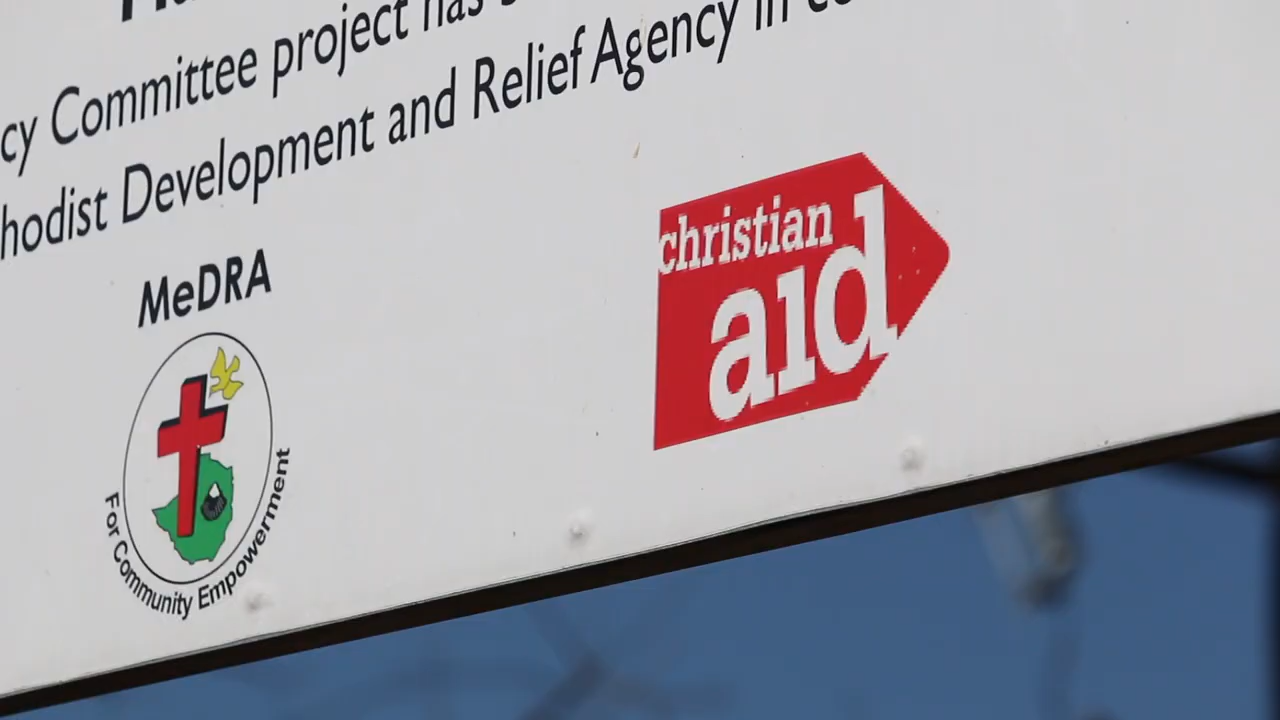 cy Committee project has
hodist Development and Relief Agency in
MeDRA
For Community Empowerment
christian
aid